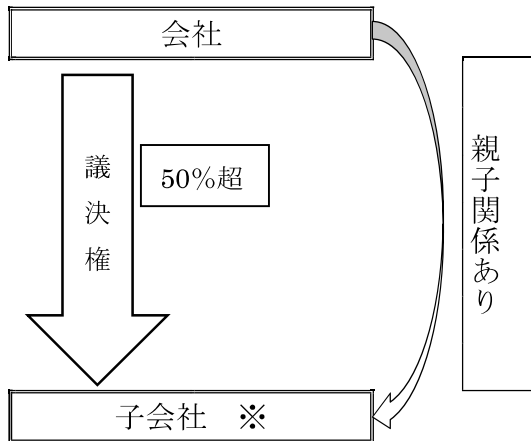 会社
議決権
50%超
親子関係あり
子会社　※